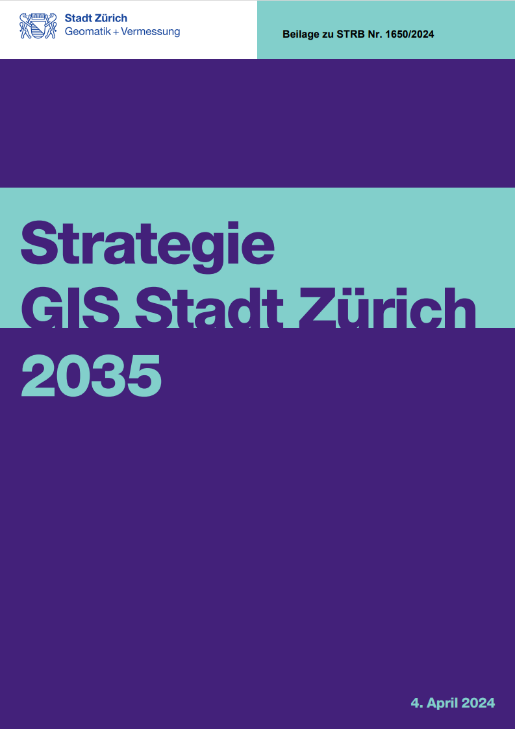 Stadt Zürich
Geomatik + Vermessung
Beilage zu STRB Nr. 1650/2024
Strategie
GIS Stadt Zürich
2035
4. April 2024